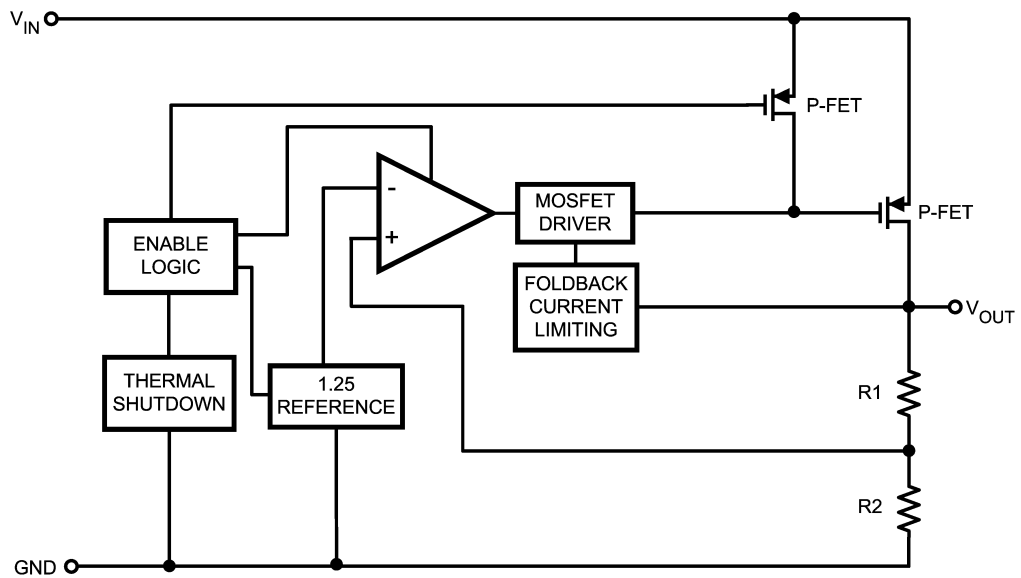 VIN
P-FET
P-FET
-
+
MOSFET
DRIVER
ENABLE
LOGIC
FOLDBACK
CURRENT
LIMITING
VOUT
THERMAL
SHUTDOWN
1.25
REFERENCE
R1
R2
GND